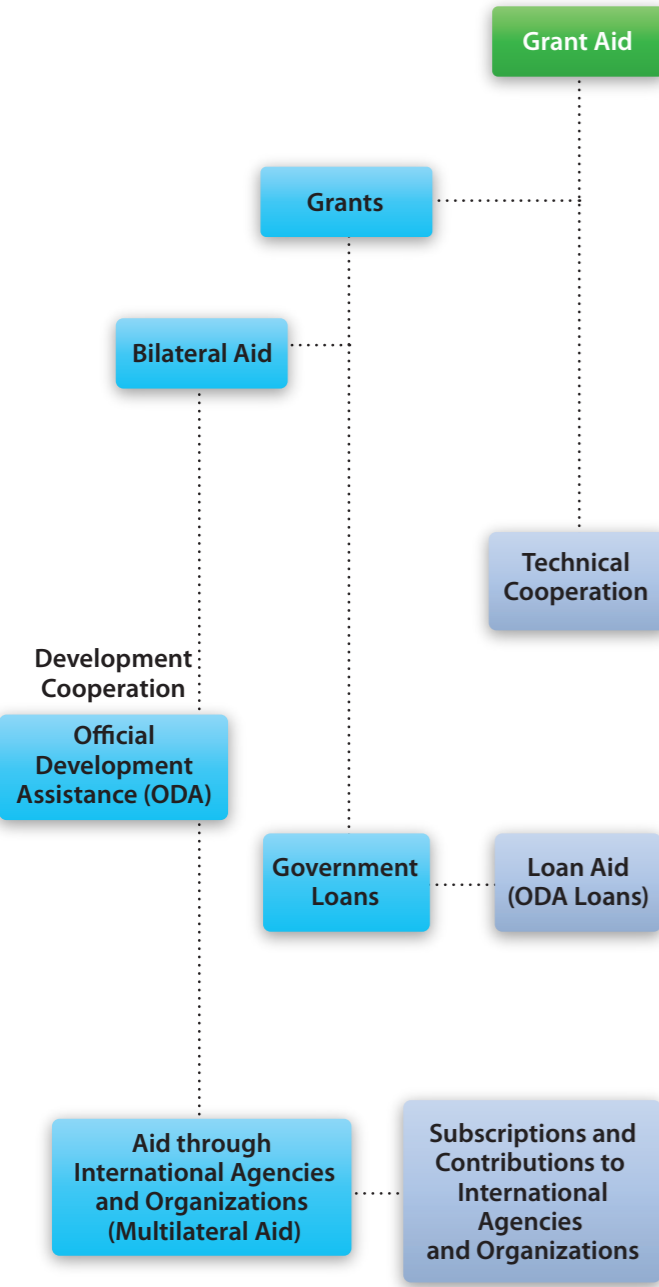 Grant Aid
Grants
Bilateral Aid
Technical
Cooperation
Development
Cooperation
Official
Development
Assistance (ODA)
Government
Loans
Loan Aid
(ODA Loans)
Aid through
International Agencies
and Organizations
(Multilateral Aid)
Subscriptions and
Contributions to
International
Agencies
and Organizations